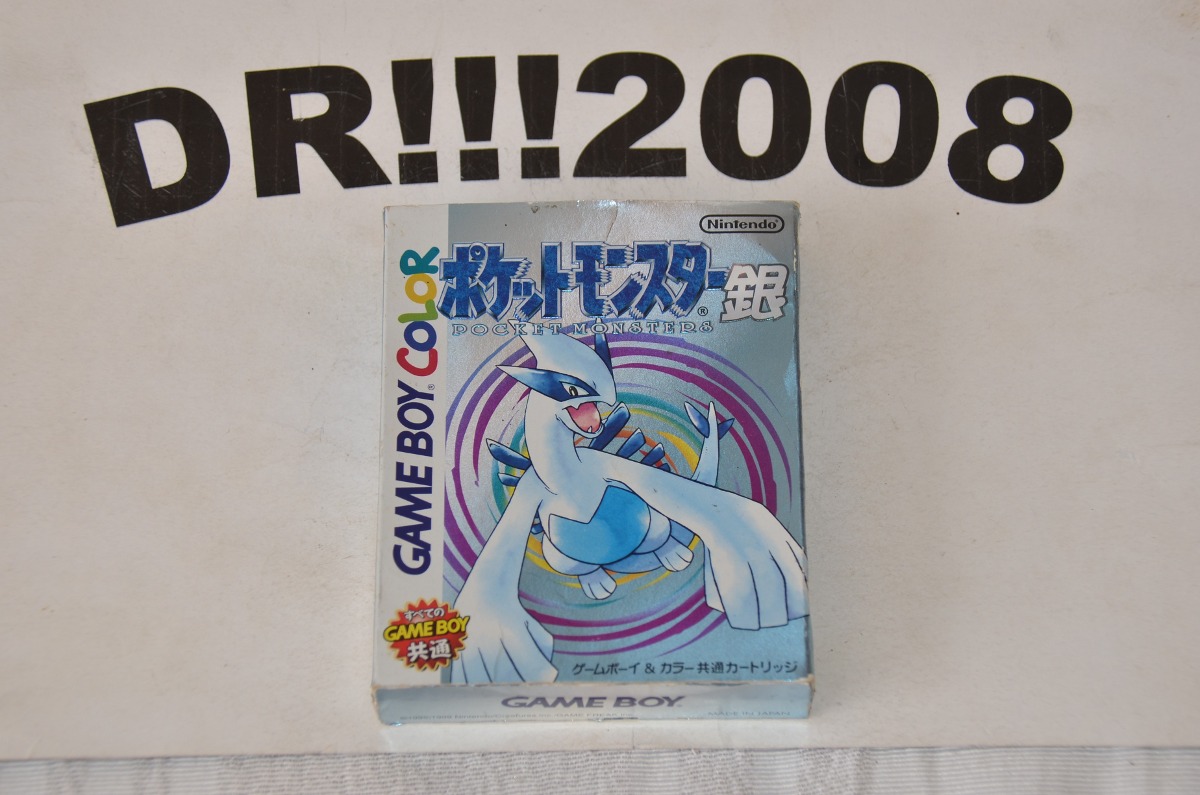 DR!!!2008
Nintendo
ポケットモンスター銀
POCKET MONSTERS
GAME BOY COLOR
すべての
GAME BOY
共通
ゲームボーイ & カラー共通カートリッジ
GAME BOY
MADE IN JAPAN